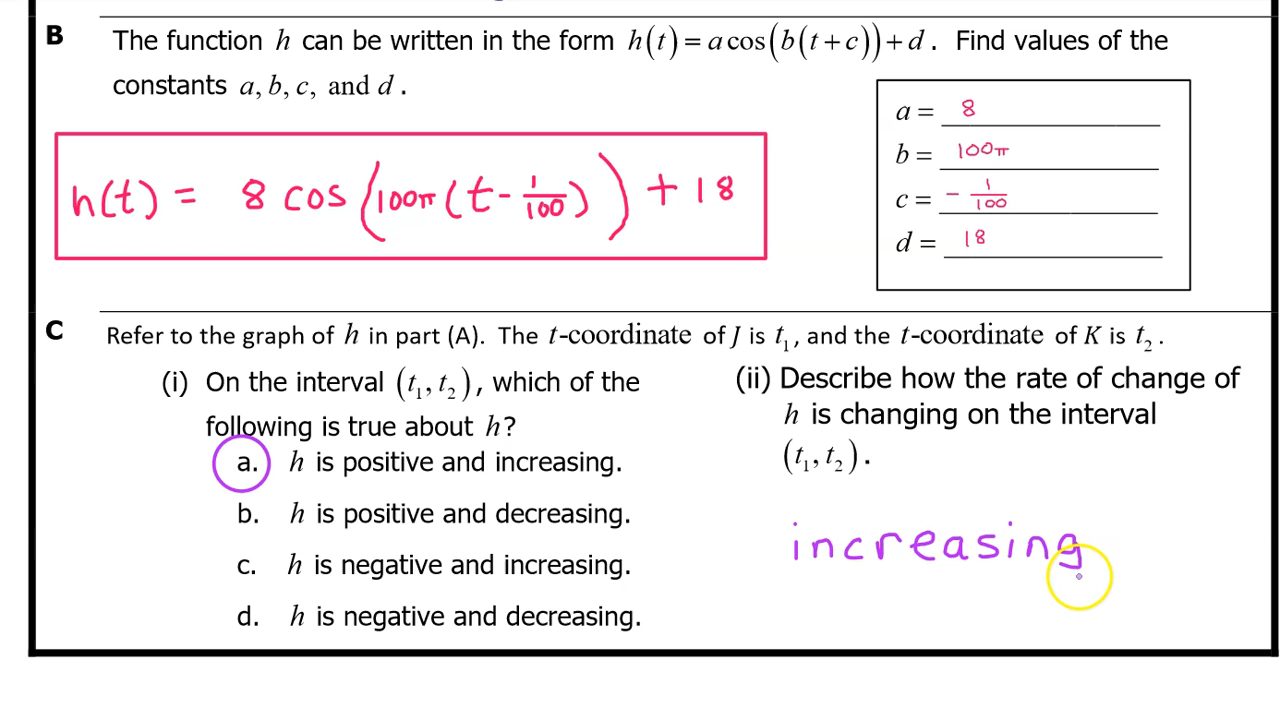 B The function h can be written in the form h(t) = a cos(b(t+c)) + d. Find values of the
constants a, b, c, and d.
a = 8
b = 100π
c = - 1/100
d = 18
h(t) = 8 cos(100π(t - 1/100)) + 18
C Refer to the graph of h in part (A). The t-coordinate of J is t₁, and the t-coordinate of K is t₂.
(i) On the interval (t₁, t₂), which of the
following is true about h?
a. h is positive and increasing.
b. h is positive and decreasing.
c. h is negative and increasing.
d. h is negative and decreasing.
(ii) Describe how the rate of change of
h is changing on the interval
(t₁, t₂).
increasing